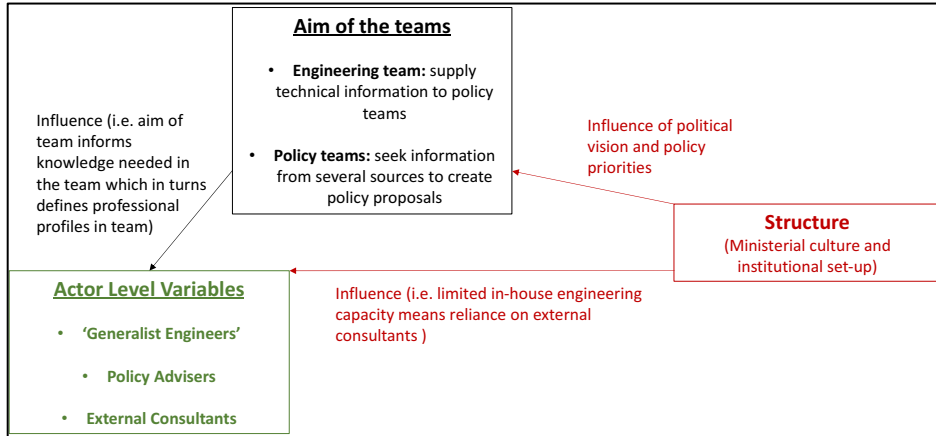 Aim of the teams
• Engineering team: supply
technical information to policy
teams
• Policy teams: seek information
from several sources to create
policy proposals
Influence (i.e. aim of
team informs
knowledge needed in
the team which in turns
defines professional
profiles in team)
Influence of political
vision and policy
priorities
Structure
(Ministerial culture and
institutional set-up)
Actor Level Variables
• ‘Generalist Engineers’
• Policy Advisers
• External Consultants
Influence (i.e. limited in-house engineering
capacity means reliance on external
consultants )